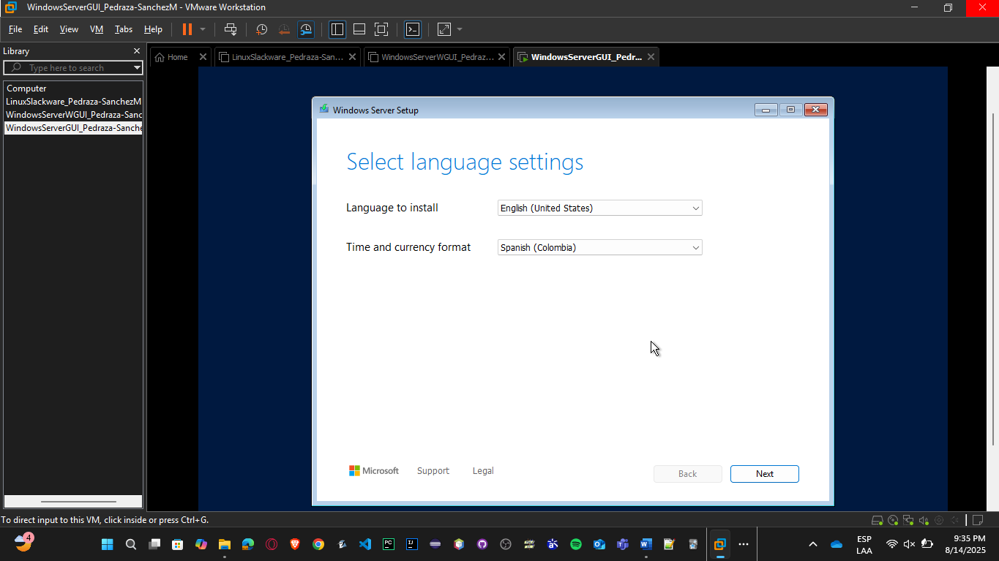 WindowsServerGUI_Pedraza-SanchezM - VMware Workstation
File Edit View VM Tabs Help
Library
Home
LinuxSlackware_Pedraza-San...
WindowsServerWGUI_Pedraz...
WindowsServerGUI_Pedr...
Type here to search
Computer
LinuxSlackware_Pedraza-SanchezM
WindowsServerWGUI_Pedraza-Sanc
WindowsServerGUI_Pedraza-Sanche
Windows Server Setup
Select language settings
Language to install
English (United States)
Time and currency format
Spanish (Colombia)
Microsoft
Support
Legal
Back
Next
To direct input to this VM, click inside or press Ctrl+G.
4
PC
IJ
ESP
LAA
9:35 PM
8/14/2025